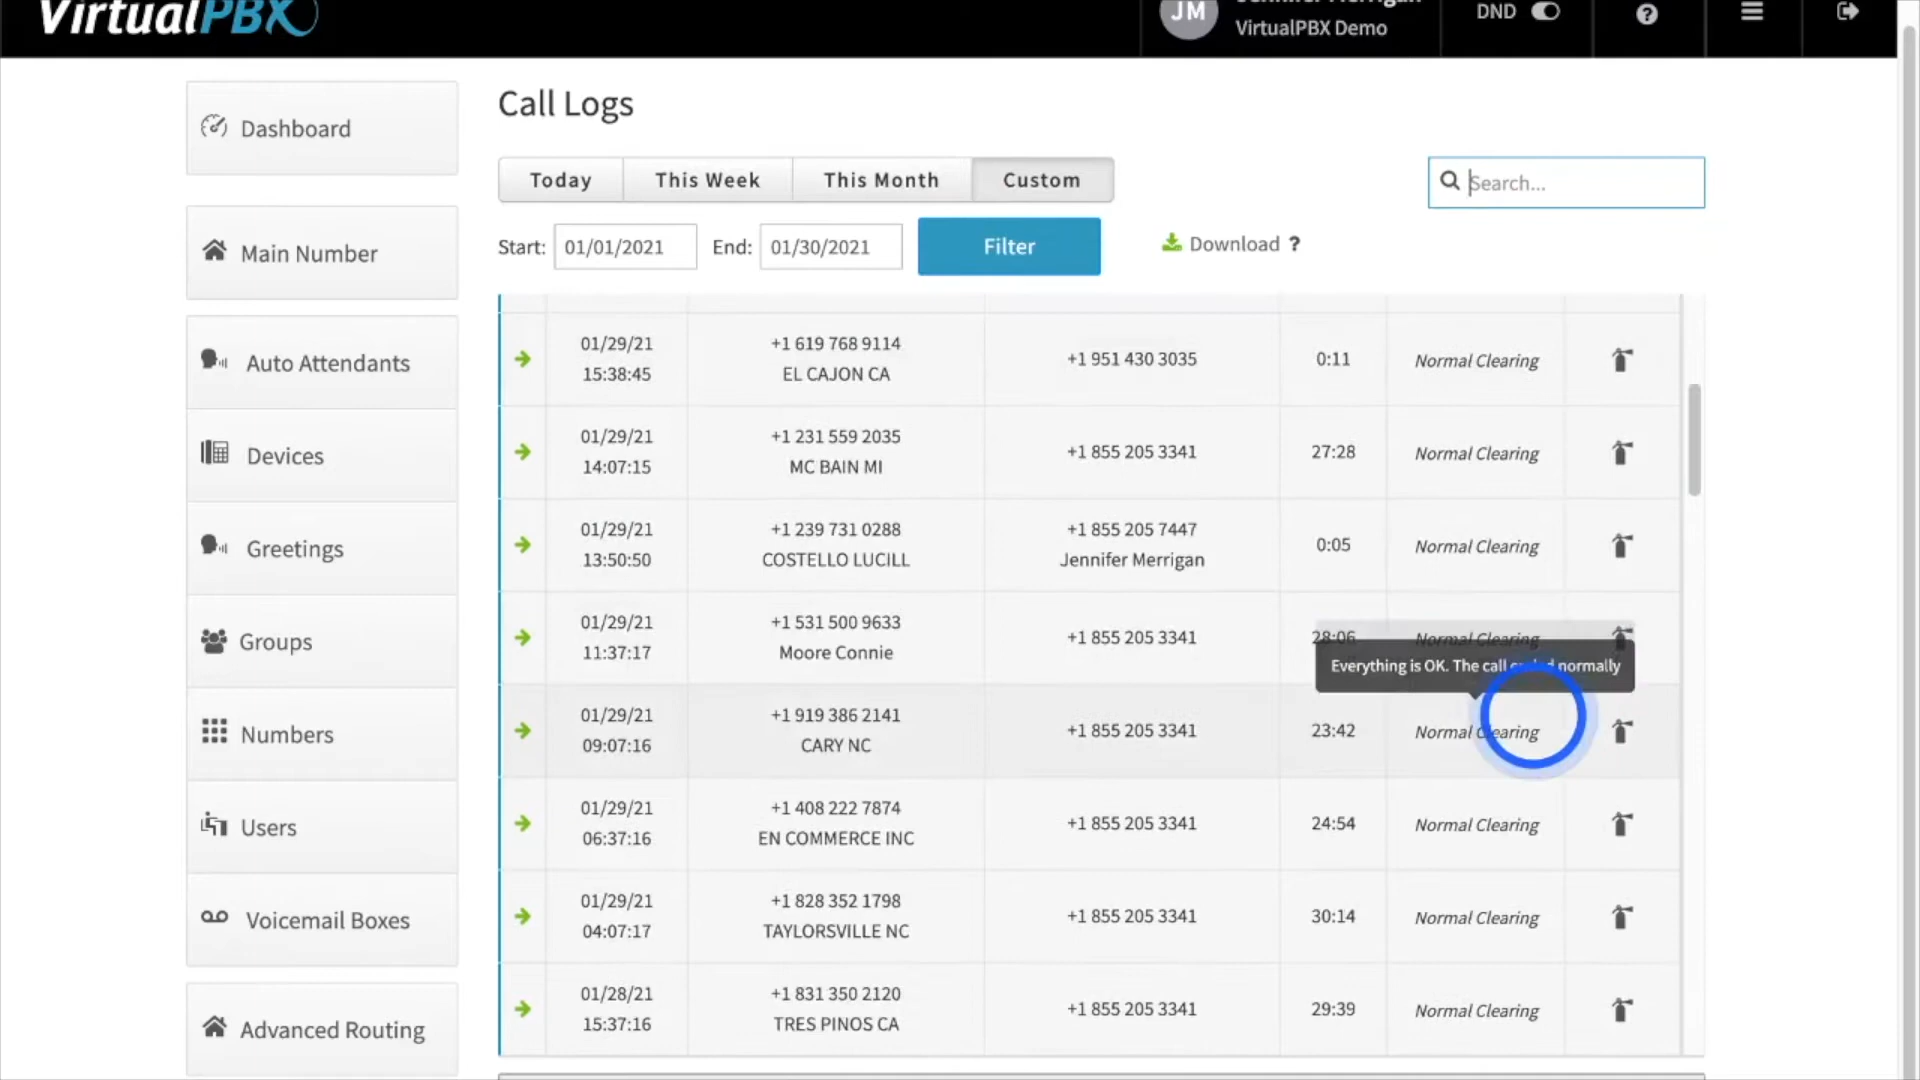 VirtualPBX
JM
Jennifer Merrigan
VirtualPBX Demo
DND
?
Dashboard
Main Number
Auto Attendants
Devices
Greetings
Groups
Numbers
Users
Voicemail Boxes
Advanced Routing
Call Logs
Today This Week This Month Custom
Search...
Start: 01/01/2021 End: 01/30/2021 Filter Download ?
01/29/21 15:38:45
+1 619 768 9114 EL CAJON CA
+1 951 430 3035 0:11 Normal Clearing
01/29/21 14:07:15
+1 231 559 2035 MC BAIN MI
+1 855 205 3341 27:28 Normal Clearing
01/29/21 13:50:50
+1 239 731 0288 COSTELLO LUCILL
+1 855 205 7447 Jennifer Merrigan
0:05 Normal Clearing
01/29/21 11:37:17
+1 531 500 9633 Moore Connie
+1 855 205 3341 28:06 Normal Clearing
Everything is OK. The call ended normally
01/29/21 09:07:16
+1 919 386 2141 CARY NC
+1 855 205 3341 23:42 Normal Clearing
01/29/21 06:37:16
+1 408 222 7874 EN COMMERCE INC
+1 855 205 3341 24:54 Normal Clearing
01/29/21 04:07:17
+1 828 352 1798 TAYLORSVILLE NC
+1 855 205 3341 30:14 Normal Clearing
01/28/21 15:37:16
+1 831 350 2120 TRES PINOS CA
+1 855 205 3341 29:39 Normal Clearing